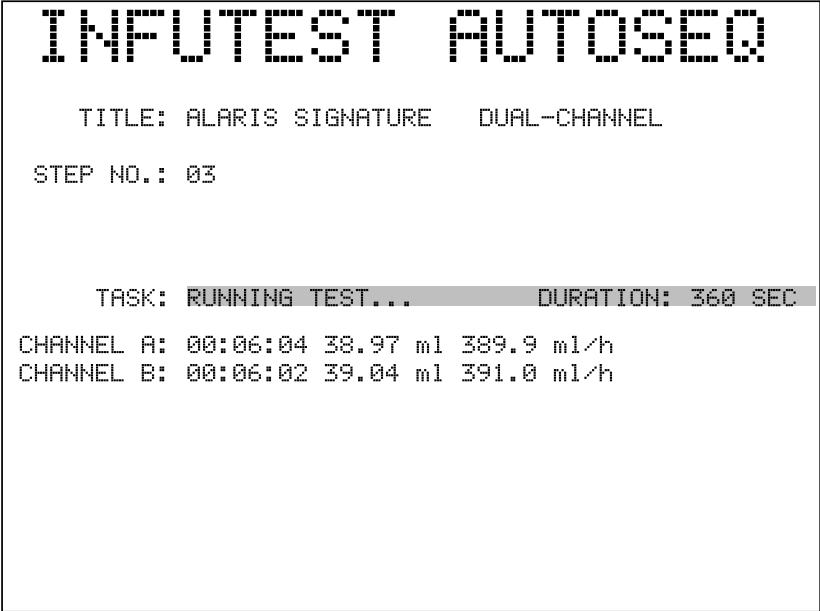 INFUTEST AUTOSEQ
TITLE: ALARIS SIGNATURE DUAL-CHANNEL
STEP NO.: 03
TASK: RUNNING TEST... DURATION: 360 SEC
CHANNEL A: 00:06:04 38.97 ml 389.9 ml/h
CHANNEL B: 00:06:02 39.04 ml 391.0 ml/h